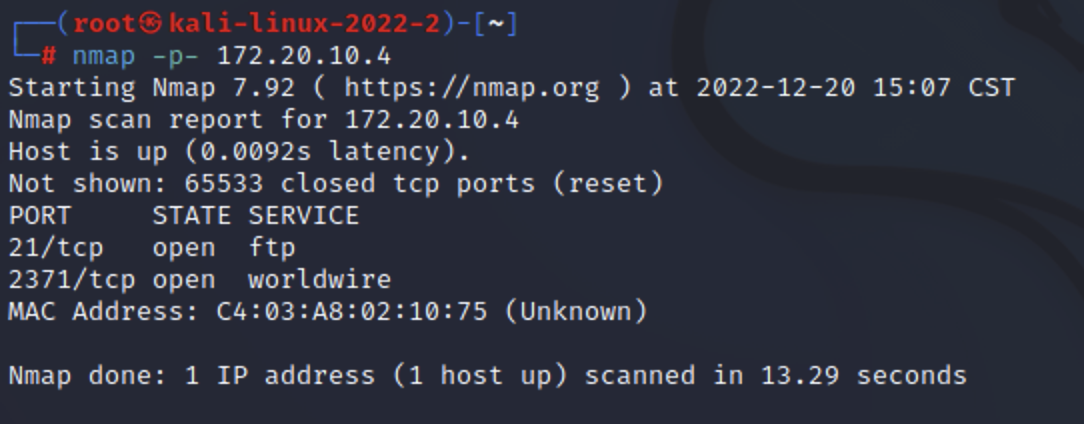 ┌──(root㉿kali-linux-2022-2)-[~]
└─# nmap -p- 172.20.10.4
Starting Nmap 7.92 ( https://nmap.org ) at 2022-12-20 15:07 CST
Nmap scan report for 172.20.10.4
Host is up (0.0092s latency).
Not shown: 65533 closed tcp ports (reset)
PORT     STATE SERVICE
21/tcp   open  ftp
2371/tcp open  worldwire
MAC Address: C4:03:A8:02:10:75 (Unknown)
Nmap done: 1 IP address (1 host up) scanned in 13.29 seconds